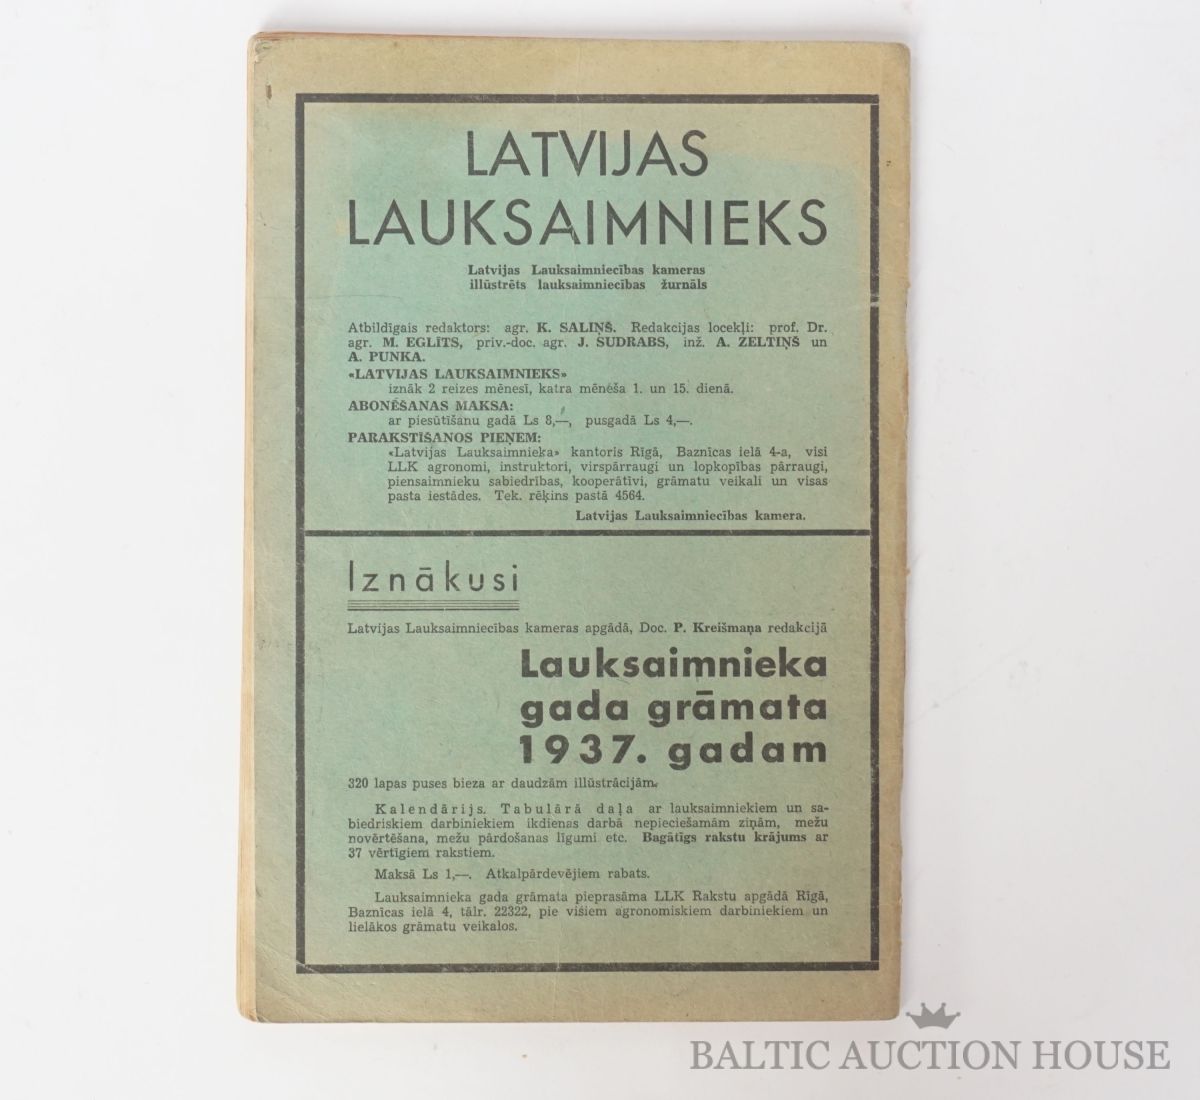 LATVIJAS
LAUKSAIMNIEKS
Latvijas Lauksaimniecības kameras
illūstrēts lauksaimniecības žurnāls
Atbildīgais redaktors: agr. K. SALIŅŠ. Redakcijas locekļi: prof. Dr.
agr. M. EGLĪTS, priv.-doc. agr. J. SUDRABS, inž. A. ZELTIŅŠ un
A. PUNKA.
«LATVIJAS LAUKSAIMNIEKS»
iznāk 2 reizes mēnesī, katra mēneša 1. un 15. dienā.
ABONĒŠANAS MAKSA:
ar piesūtīšanu gadā Ls 8,—, pusgadā Ls 4,—.
PARAKSTĪŠANOS PIEŅEM:
«Latvijas Lauksaimnieka» kantoris Rīgā, Baznīcas ielā 4-a, visi
LLK agronomi, instruktori, virspārraugi un lopkopības pārraugi,
piensaimnieku sabiedrības, kooperātīvi, grāmatu veikali un visas
pasta iestādes. Tek. rēķins pastā 4564.
Latvijas Lauksaimniecības kamera.
Iznākusi
Latvijas Lauksaimniecības kameras apgādā, Doc. P. Kreišmaņa redakcijā
Lauksaimnieka
gada grāmata
1937. gadam
320 lapas puses bieza ar daudzām illūstrācijām.
Kalendārijs. Tabulārā daļa ar lauksaimniekiem un sa-
biedriskiem darbiniekiem ikdienas darbā nepieciešamām ziņām, mežu
novērtēšana, mežu pārdošanas līgumi etc. Bagātīgs rakstu krājums ar
37 vērtīgiem rakstiem.
Maksā Ls 1,—. Atkalpārdevējiem rabats.
Lauksaimnieka gada grāmata pieprasāma LLK Rakstu apgādā Rīgā,
Baznīcas ielā 4, tālr. 22322, pie visiem agronomiskiem darbiniekiem un
lielākos grāmatu veikalos.
BALTIC AUCTION HOUSE